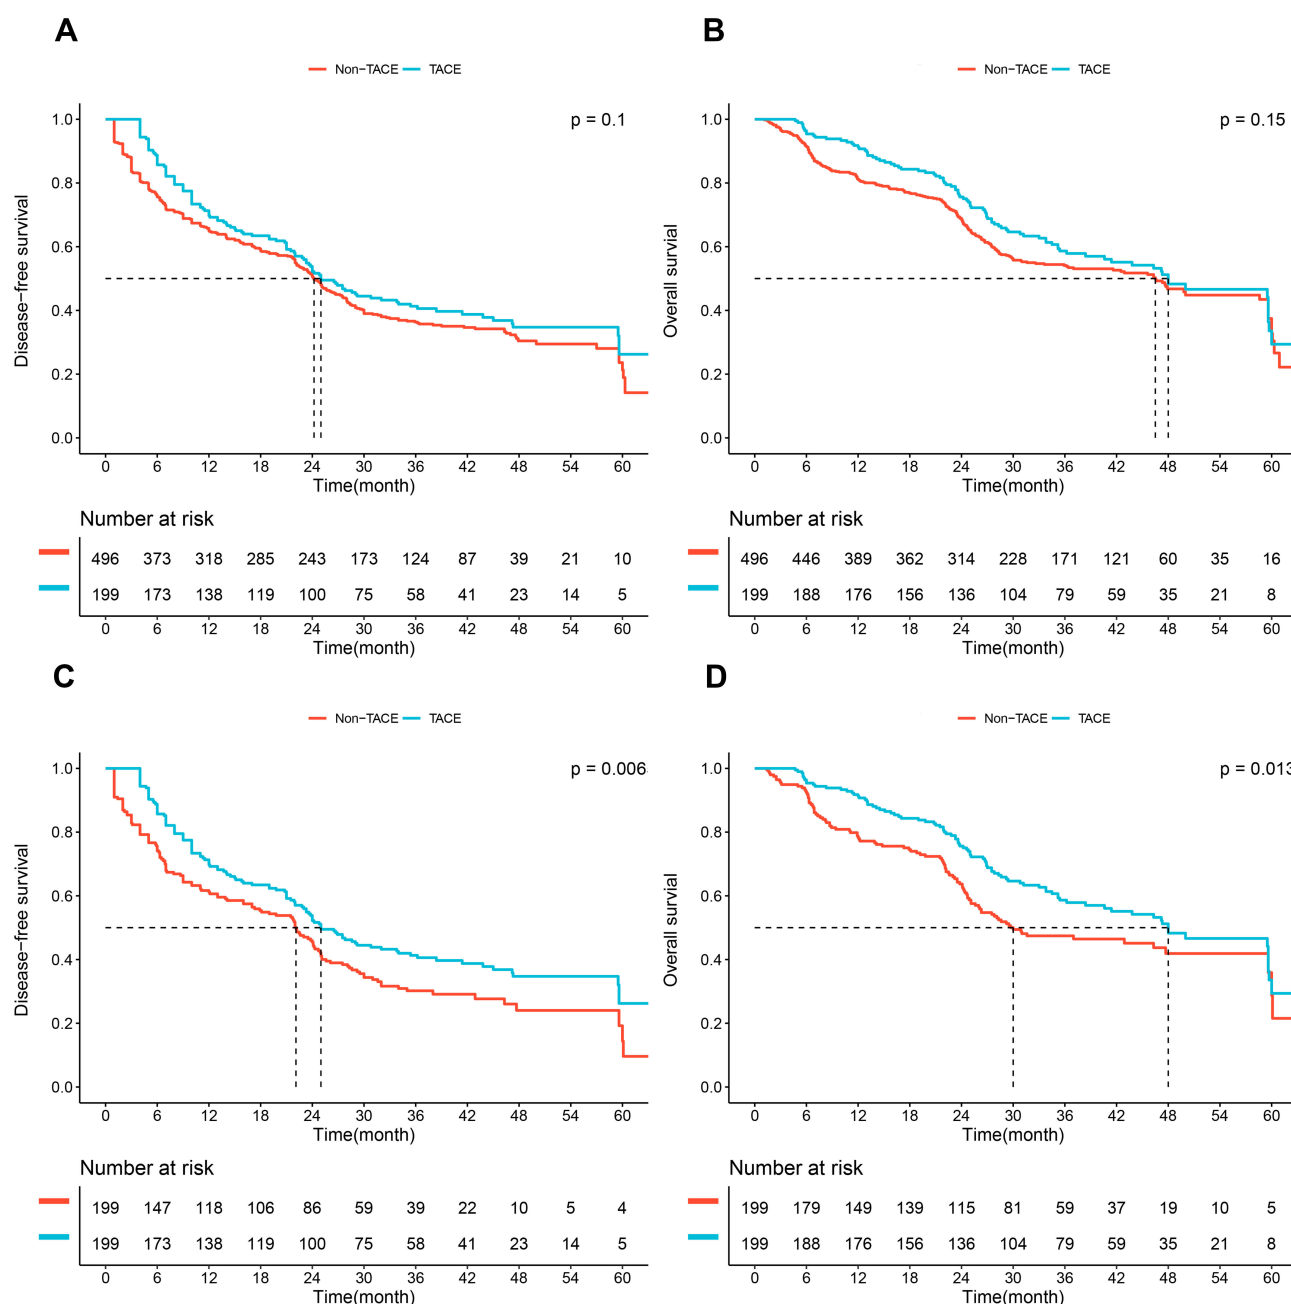 A
Non-TACE TACE
p = 0.1
Disease-free survival
1.0
0.8
0.6
0.4
0.2
0.0
0 6 12 18 24 30 36 42 48 54 60
Time(month)
Number at risk
496 373 318 285 243 173 124 87 39 21 10
199 173 138 119 100 75 58 41 23 14 5
0 6 12 18 24 30 36 42 48 54 60
Time(month)
B
Non-TACE TACE
p = 0.15
Overall survial
1.0
0.8
0.6
0.4
0.2
0.0
0 6 12 18 24 30 36 42 48 54 60
Time(month)
Number at risk
496 446 389 362 314 228 171 121 60 35 16
199 188 176 156 136 104 79 59 35 21 8
0 6 12 18 24 30 36 42 48 54 60
Time(month)
C
Non-TACE TACE
p = 0.006
Disease-free survival
1.0
0.8
0.6
0.4
0.2
0.0
0 6 12 18 24 30 36 42 48 54 60
Time(month)
Number at risk
199 147 118 106 86 59 39 22 10 5 4
199 173 138 119 100 75 58 41 23 14 5
0 6 12 18 24 30 36 42 48 54 60
Time(month)
D
Non-TACE TACE
p = 0.013
Overall survial
1.0
0.8
0.6
0.4
0.2
0.0
0 6 12 18 24 30 36 42 48 54 60
Time(month)
Number at risk
199 179 149 139 115 81 59 37 19 10 5
199 188 176 156 136 104 79 59 35 21 8
0 6 12 18 24 30 36 42 48 54 60
Time(month)